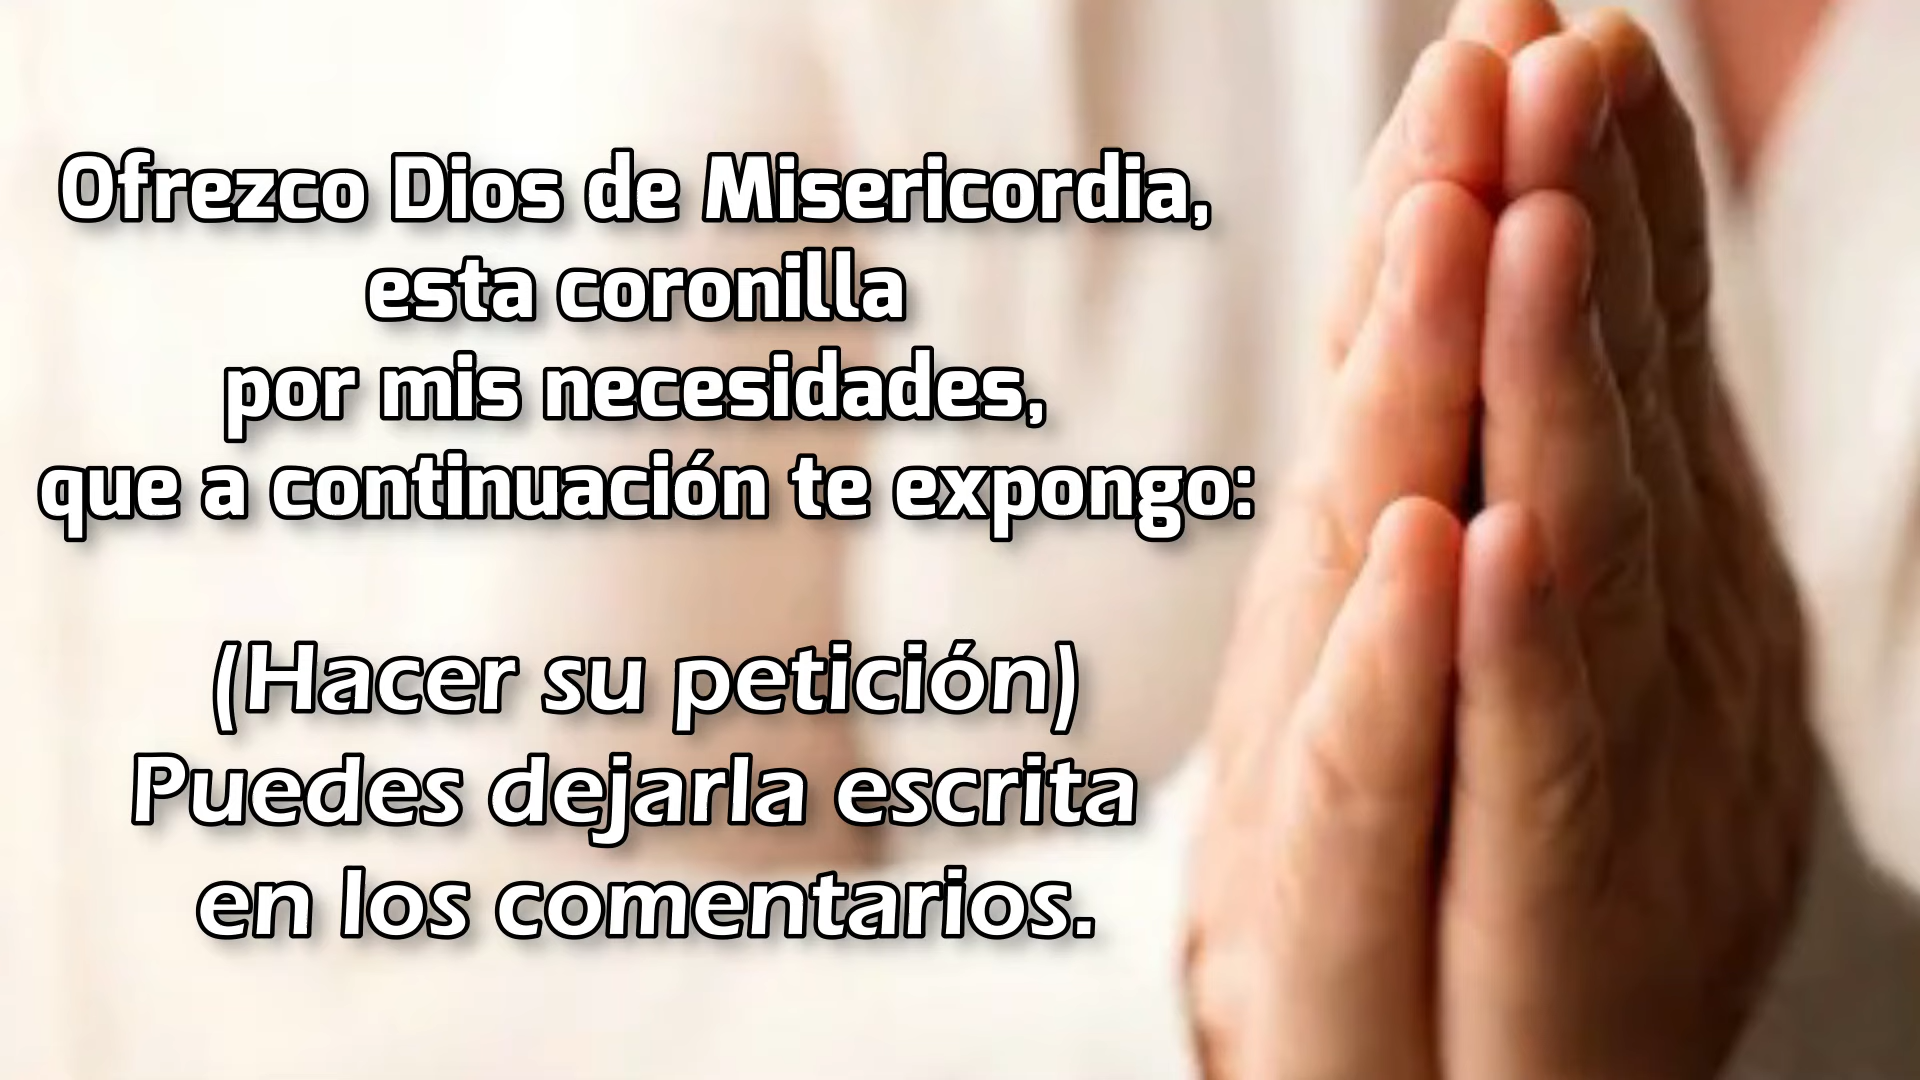 Ofrezco Dios de Misericordia,
esta coronilla
por mis necesidades,
que a continuación te expongo:
(Hacer su petición)
Puedes dejarla escrita
en los comentarios.